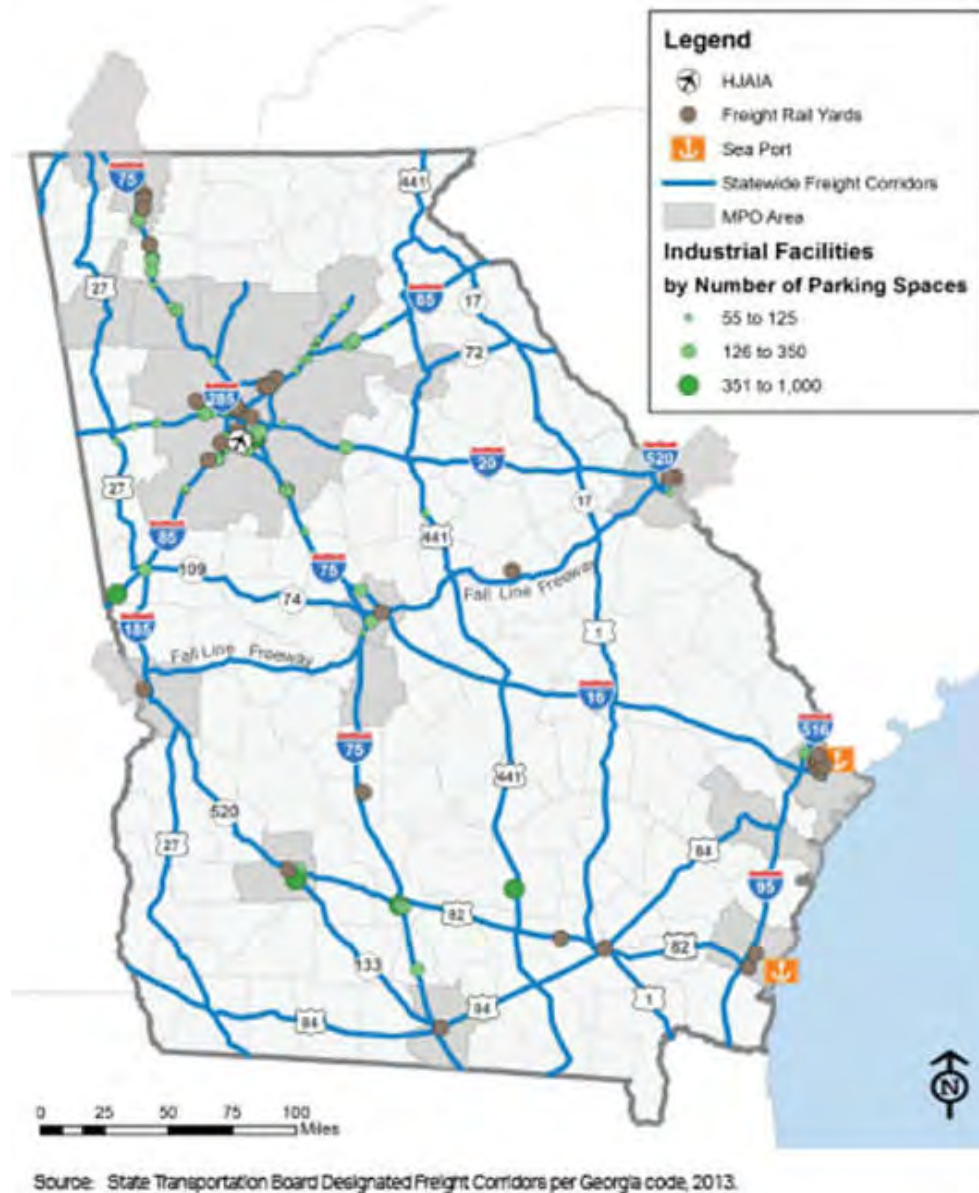 Legend
HJAIA
Freight Rail Yards
Sea Port
Statewide Freight Corridors
MPO Area
Industrial Facilities
by Number of Parking Spaces
55 to 125
126 to 350
351 to 1,000
75
441
27
85
17
72
285
520
20
27
17
441
85
109
75
Fall Line Freeway
74
1
185
Fall Line Freeway
16
516
75
441
520
27
84
95
82
82
133
84
84
1
N
0 25 50 75 100
Miles
Source: State Transportation Board Designated Freight Corridors per Georgia code, 2013.